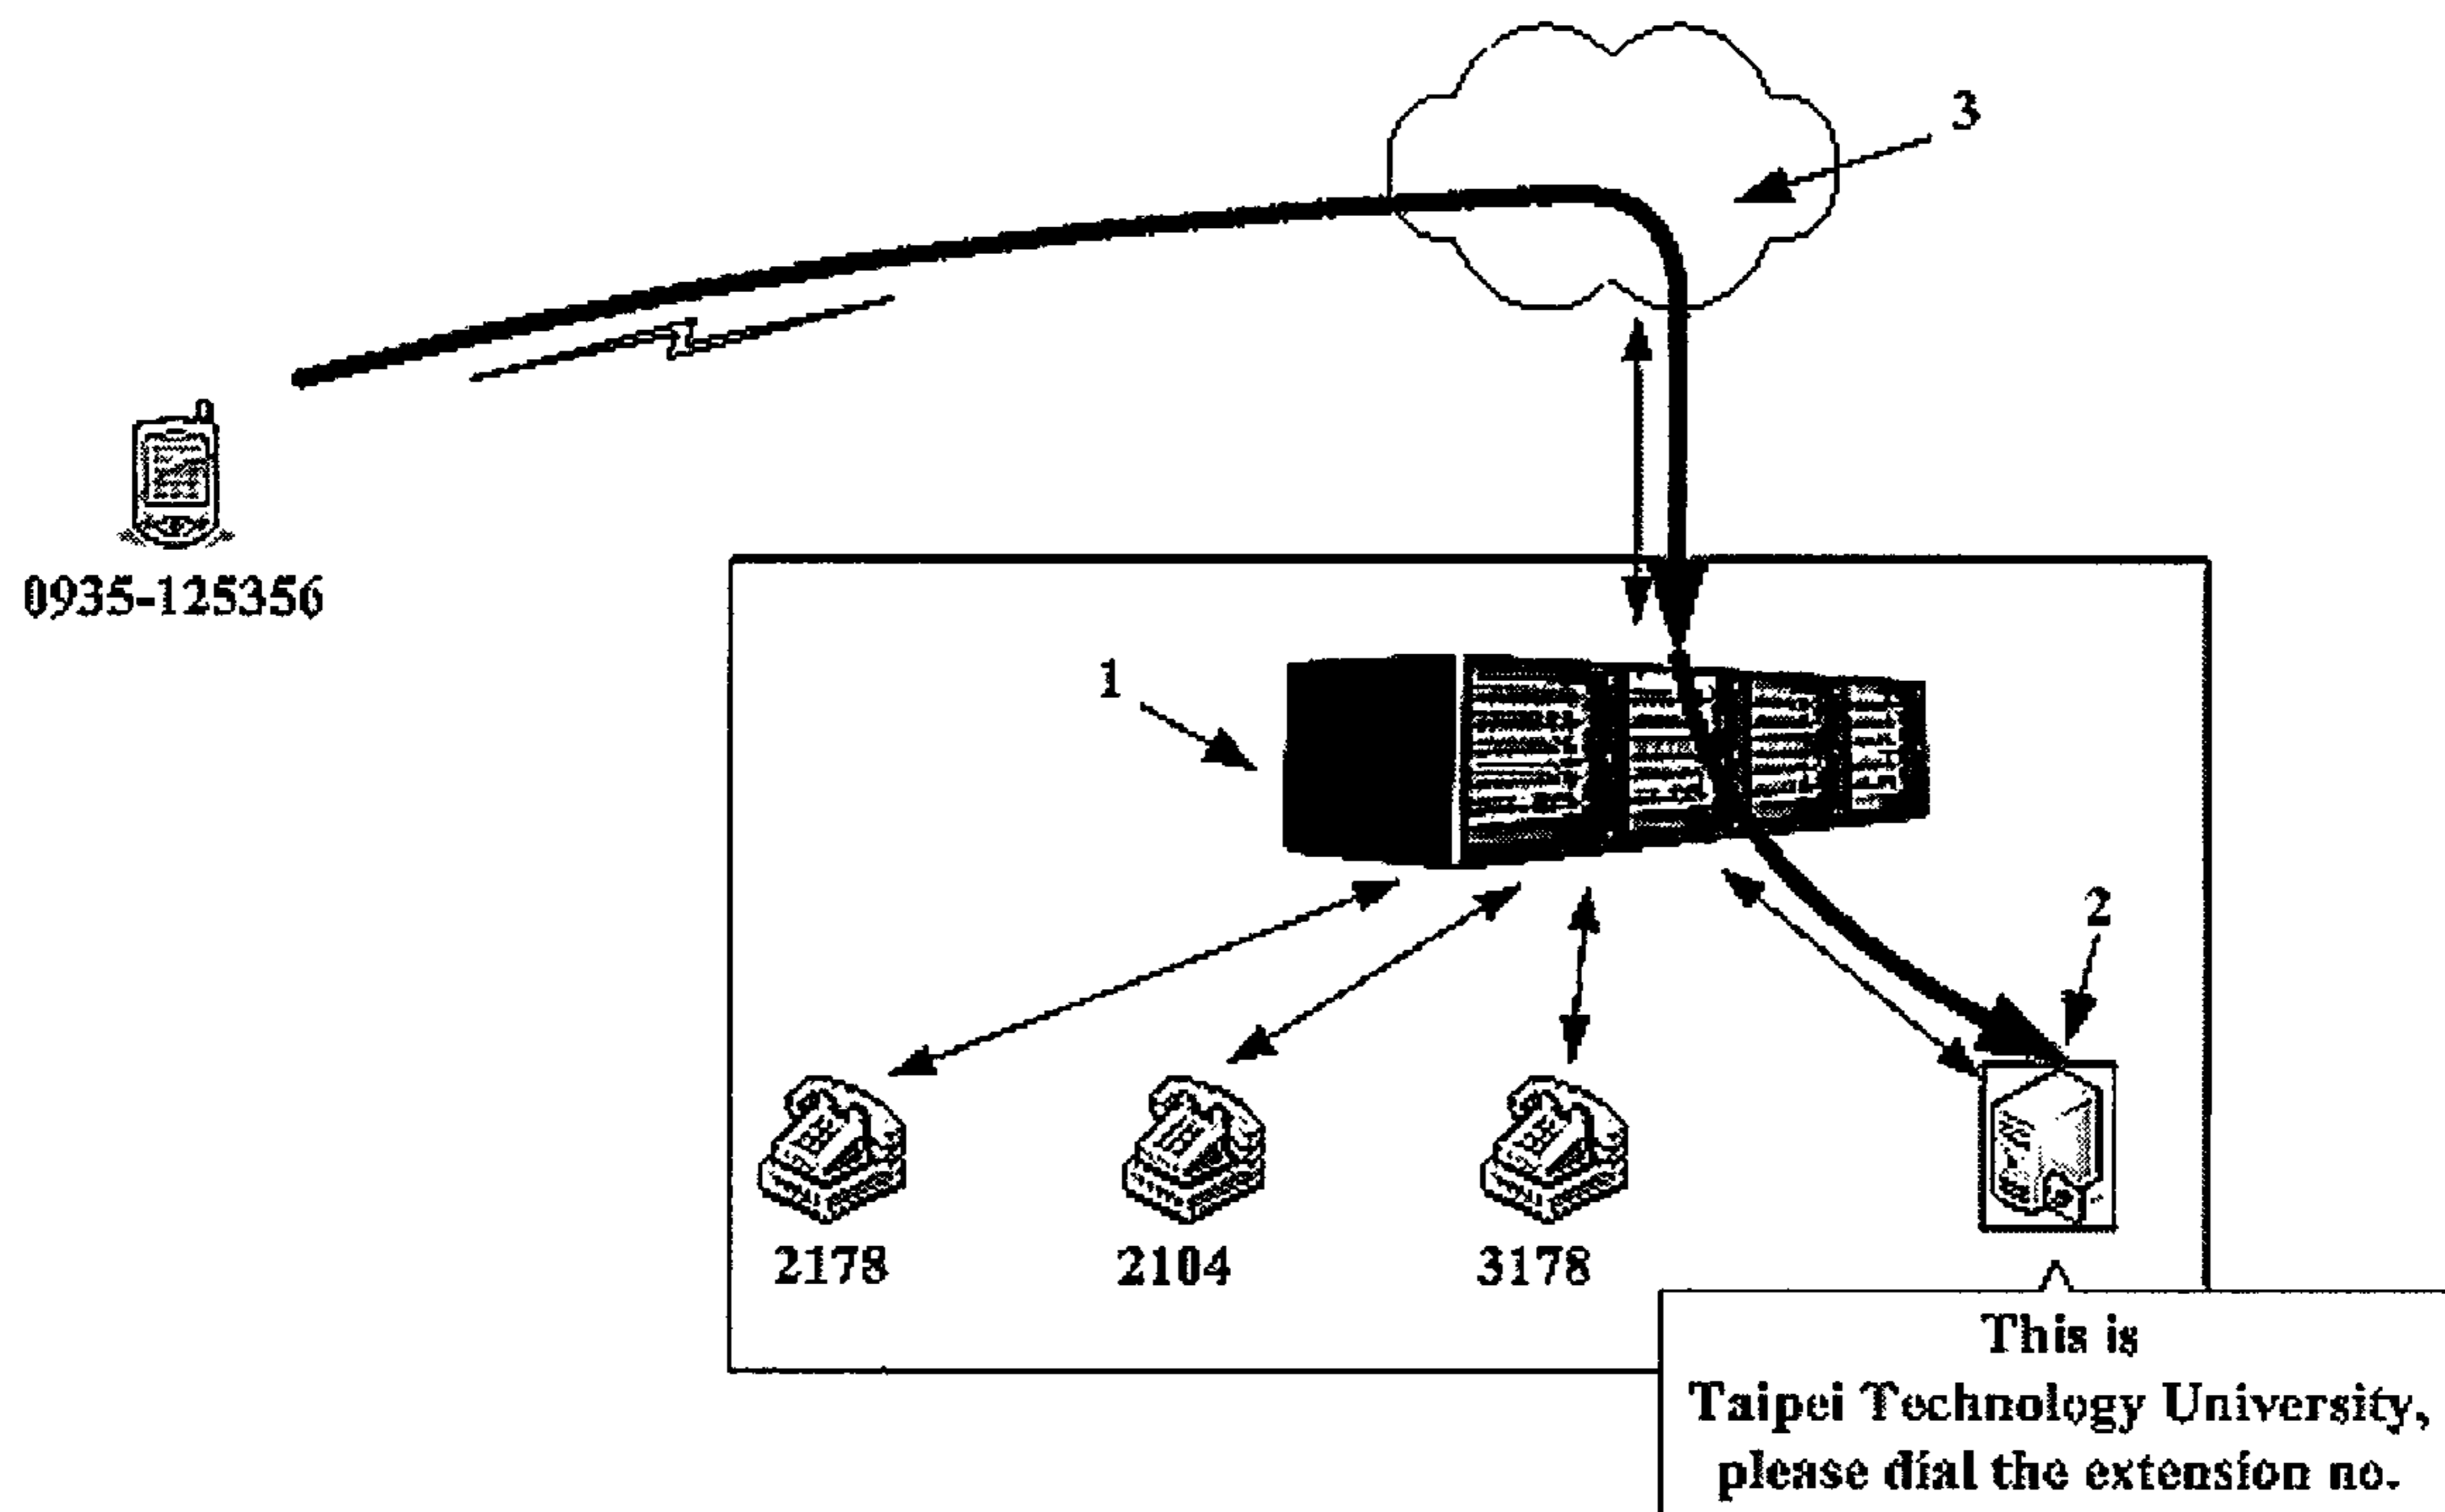 3
0935-125356
1
2
2178
2104
3178
This is
Taipei Technology University,
please dial the extension no.